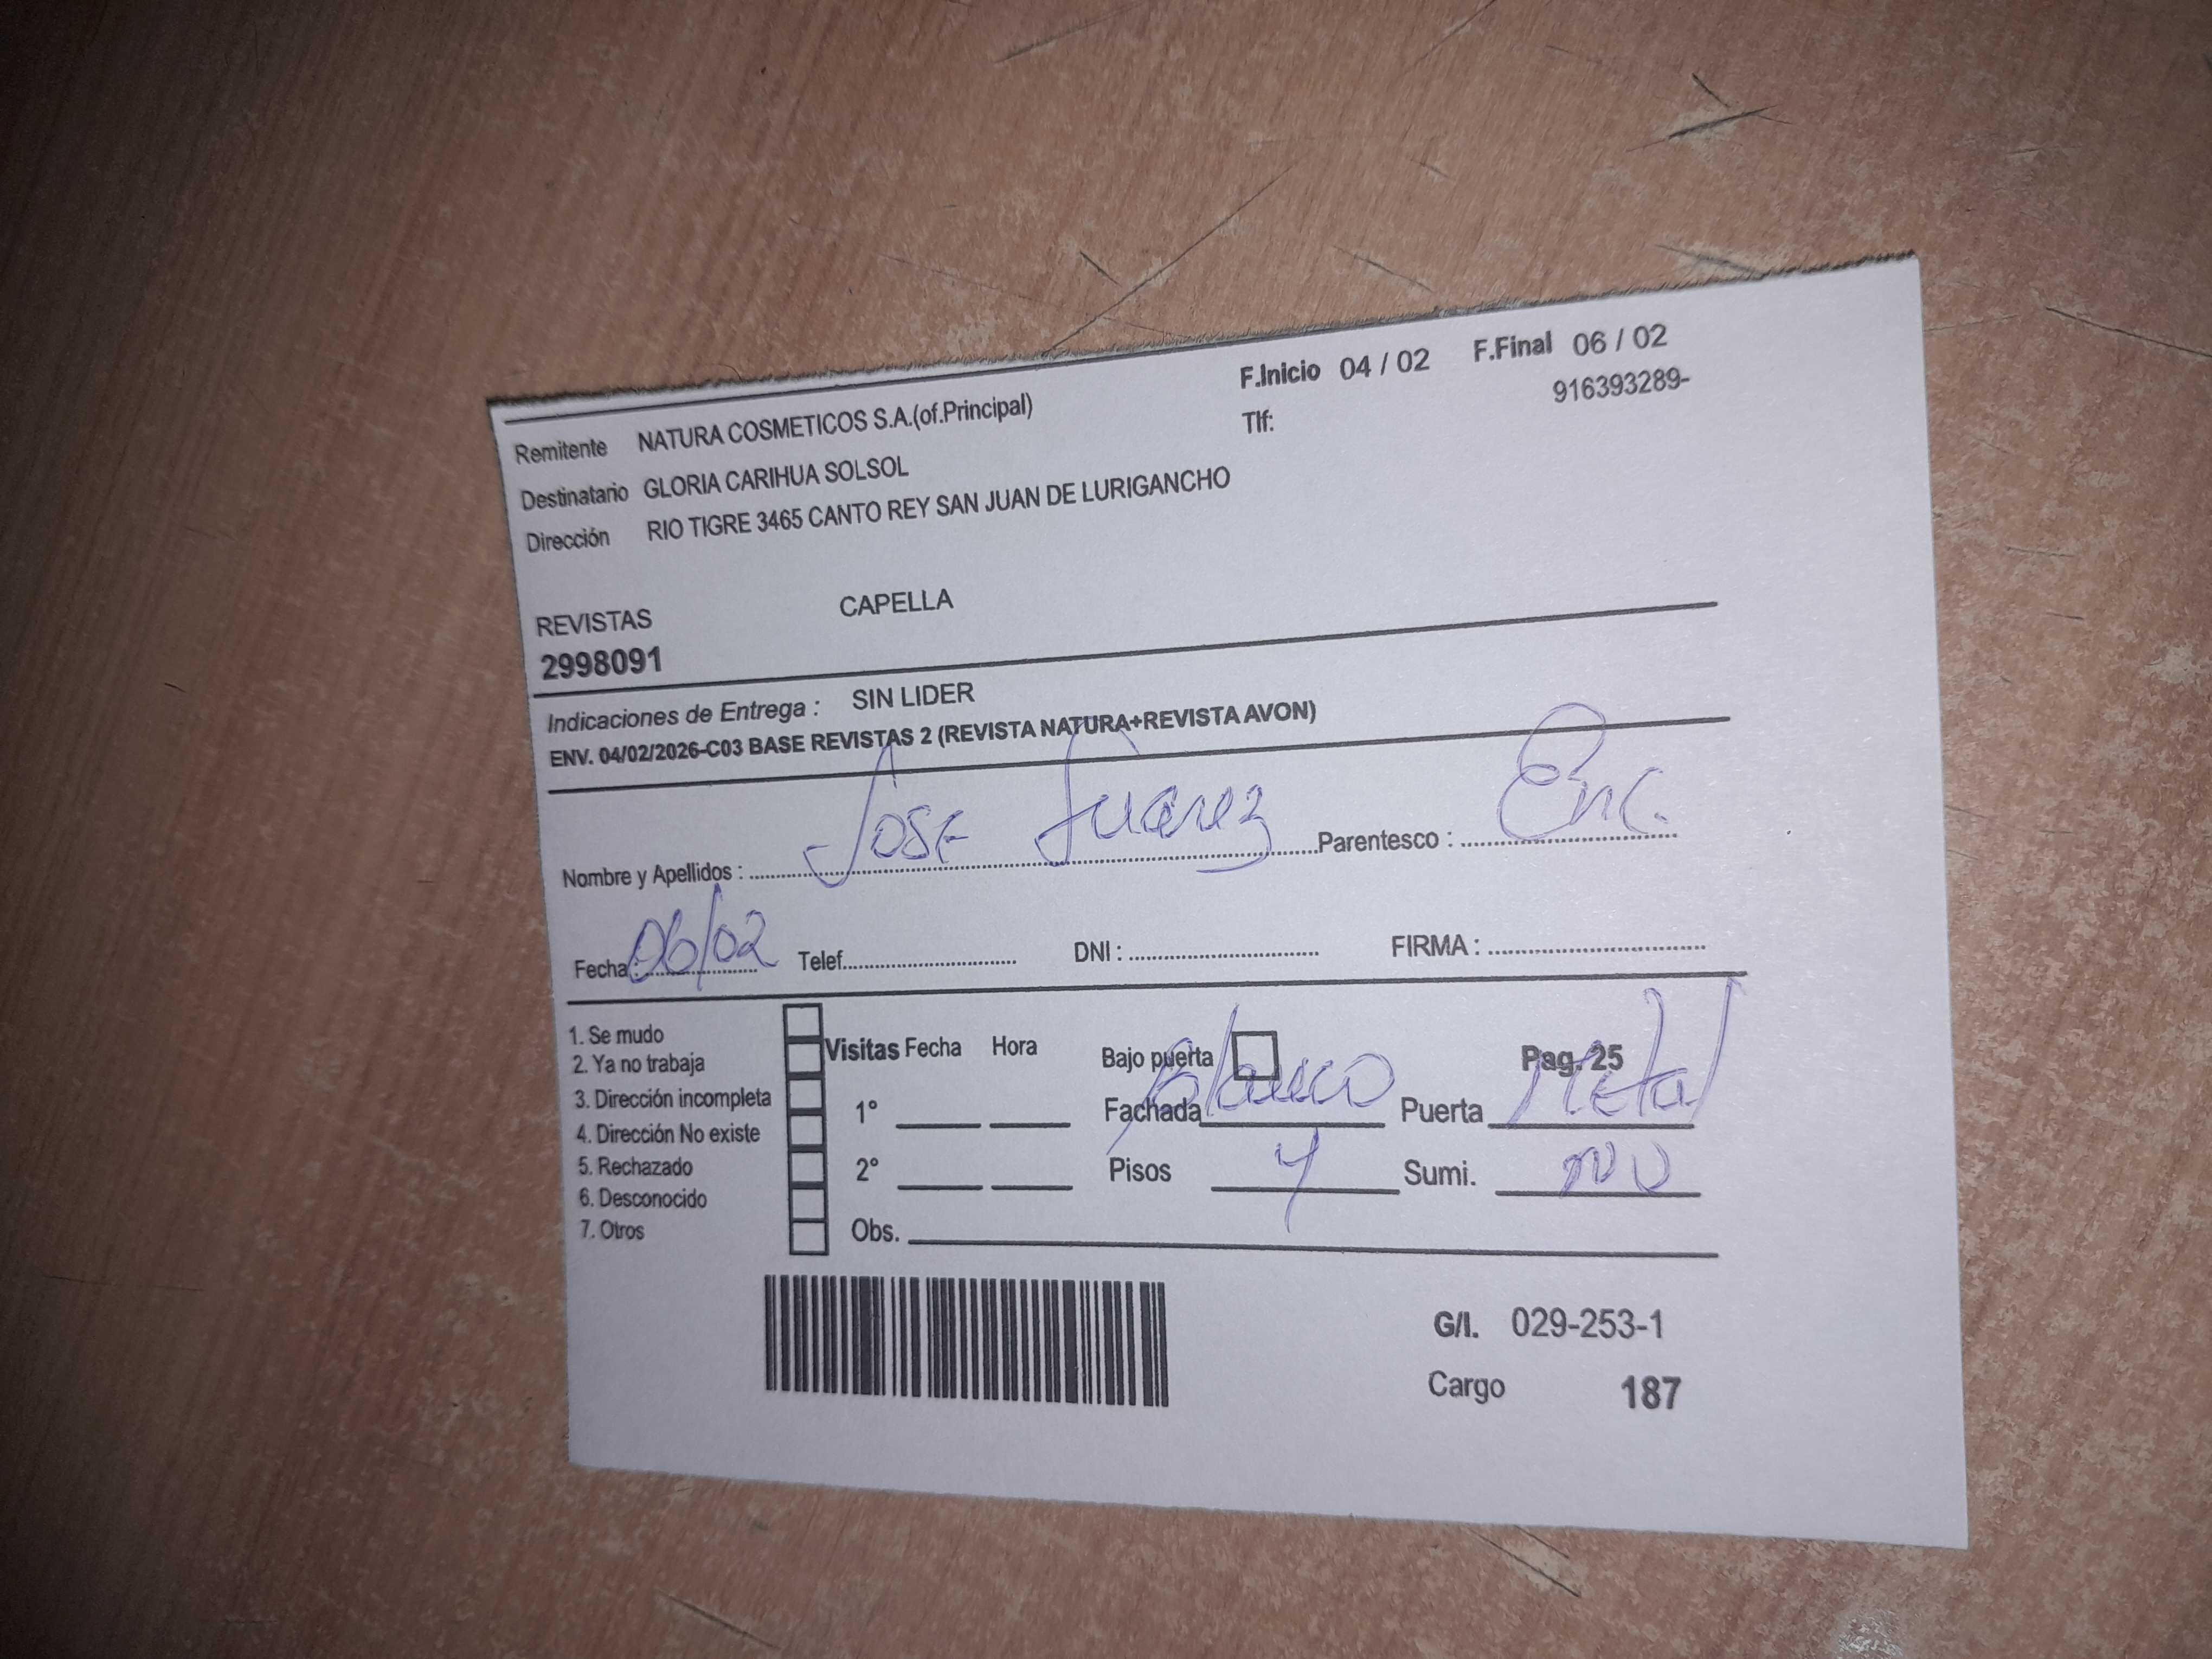 F.Inicio 04 / 02 F.Final 06 / 02
Remitente NATURA COSMETICOS S.A.(of.Principal) Tlf: 916393289-
Destinatario GLORIA CARIHUA SOLSOL
Dirección RIO TIGRE 3465 CANTO REY SAN JUAN DE LURIGANCHO
REVISTAS CAPELLA
2998091
Indicaciones de Entrega : SIN LIDER
ENV. 04/02/2026-C03 BASE REVISTAS 2 (REVISTA NATURA+REVISTA AVON)
Nombre y Apellidos : Jose Juarez Parentesco : Enc.
Fecha : 06/02 Telef. DNI : FIRMA :
1. Se mudo
2. Ya no trabaja
3. Dirección incompleta
4. Dirección No existe
5. Rechazado
6. Desconocido
7. Otros
Visitas Fecha Hora
1°
2°
Obs.
Bajo puerta Pag. 25
Fachada blanco Puerta Metal
Pisos 4 Sumi. NO
G/I. 029-253-1
Cargo 187